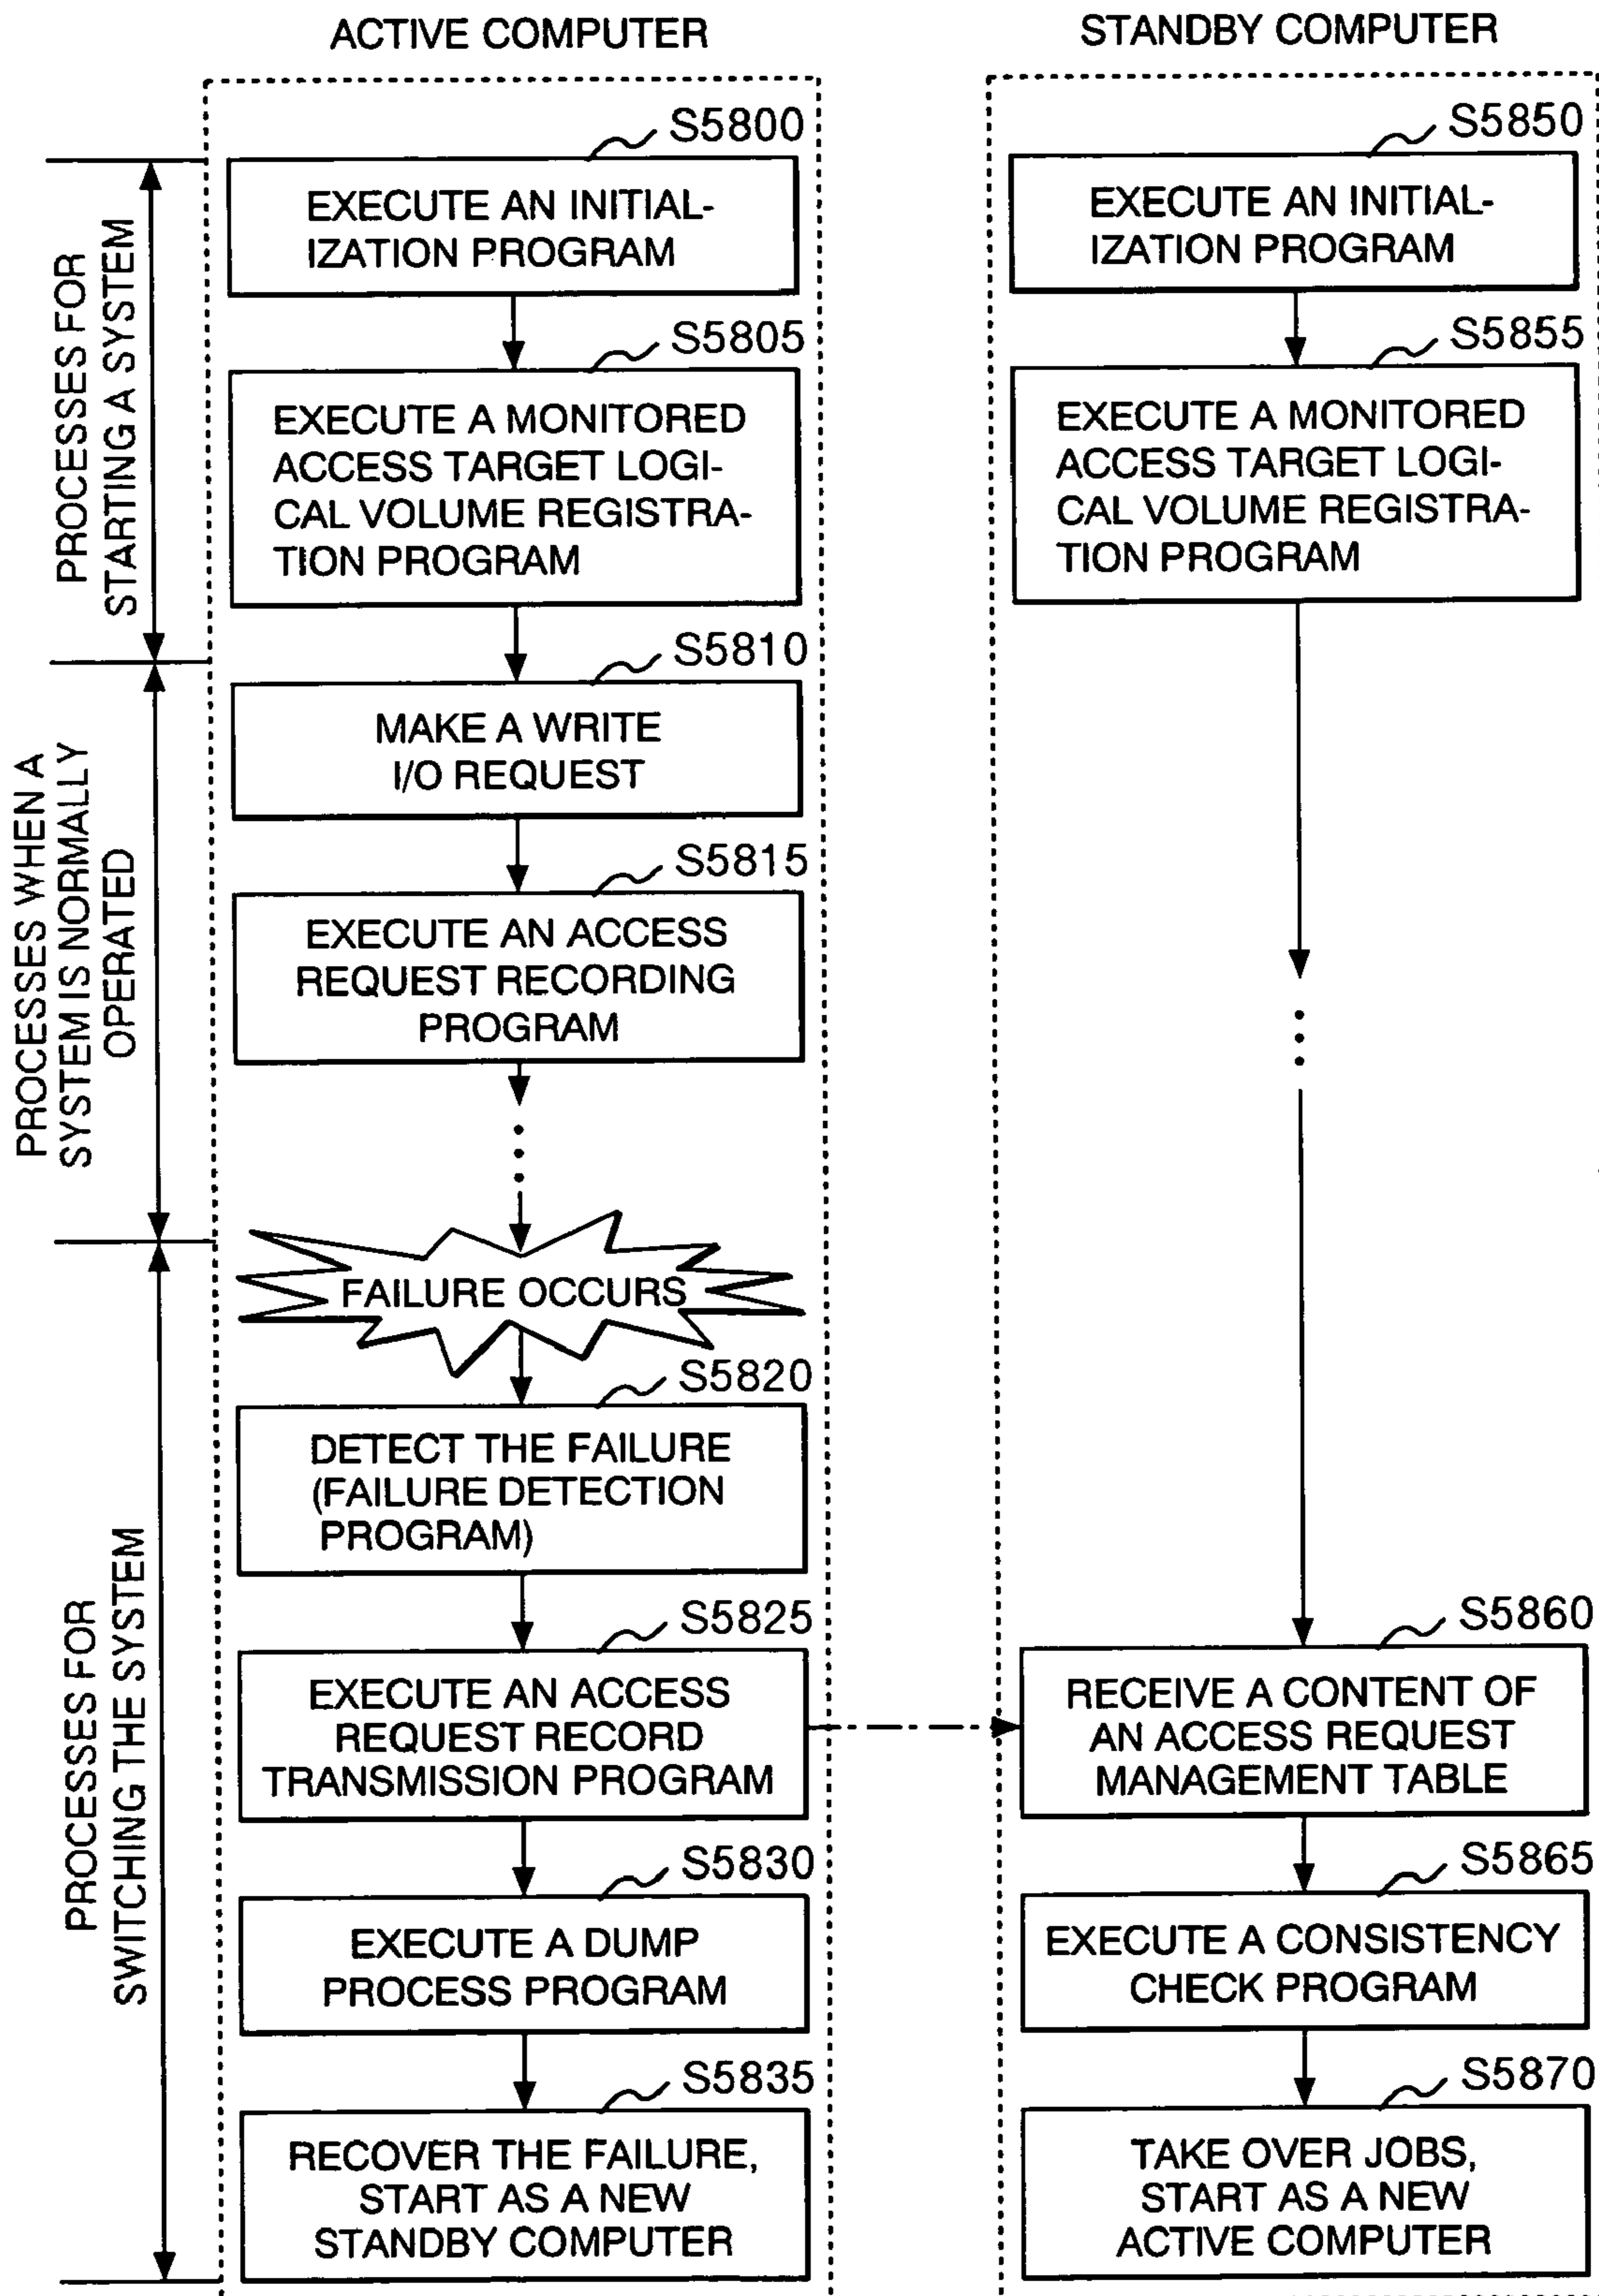 ACTIVE COMPUTER
STANDBY COMPUTER
PROCESSES FOR
STARTING A SYSTEM
PROCESSES WHEN A
SYSTEM IS NORMALLY
OPERATED
PROCESSES FOR
SWITCHING THE SYSTEM
S5800
EXECUTE AN INITIAL-
IZATION PROGRAM
S5805
EXECUTE A MONITORED
ACCESS TARGET LOGI-
CAL VOLUME REGISTRA-
TION PROGRAM
S5810
MAKE A WRITE
I/O REQUEST
S5815
EXECUTE AN ACCESS
REQUEST RECORDING
PROGRAM
FAILURE OCCURS
S5820
DETECT THE FAILURE
(FAILURE DETECTION
PROGRAM)
S5825
EXECUTE AN ACCESS
REQUEST RECORD
TRANSMISSION PROGRAM
S5830
EXECUTE A DUMP
PROCESS PROGRAM
S5835
RECOVER THE FAILURE,
START AS A NEW
STANDBY COMPUTER
S5850
EXECUTE AN INITIAL-
IZATION PROGRAM
S5855
EXECUTE A MONITORED
ACCESS TARGET LOGI-
CAL VOLUME REGISTRA-
TION PROGRAM
S5860
RECEIVE A CONTENT OF
AN ACCESS REQUEST
MANAGEMENT TABLE
S5865
EXECUTE A CONSISTENCY
CHECK PROGRAM
S5870
TAKE OVER JOBS,
START AS A NEW
ACTIVE COMPUTER